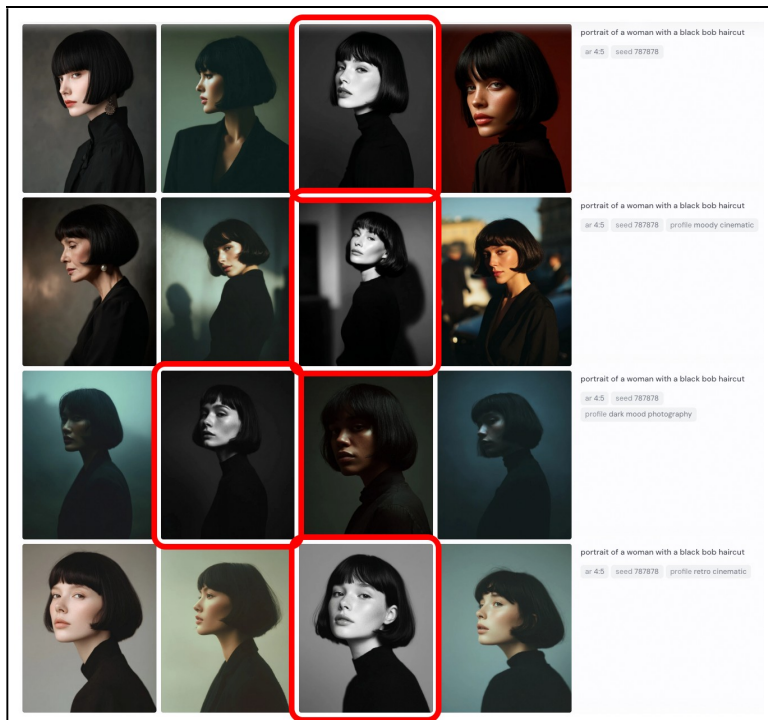 portrait of a woman with a black bob haircut
ar 4:5 seed 787878
portrait of a woman with a black bob haircut
ar 4:5 seed 787878 profile moody cinematic
portrait of a woman with a black bob haircut
ar 4:5 seed 787878
profile dark mood photography
portrait of a woman with a black bob haircut
ar 4:5 seed 787878 profile retro cinematic